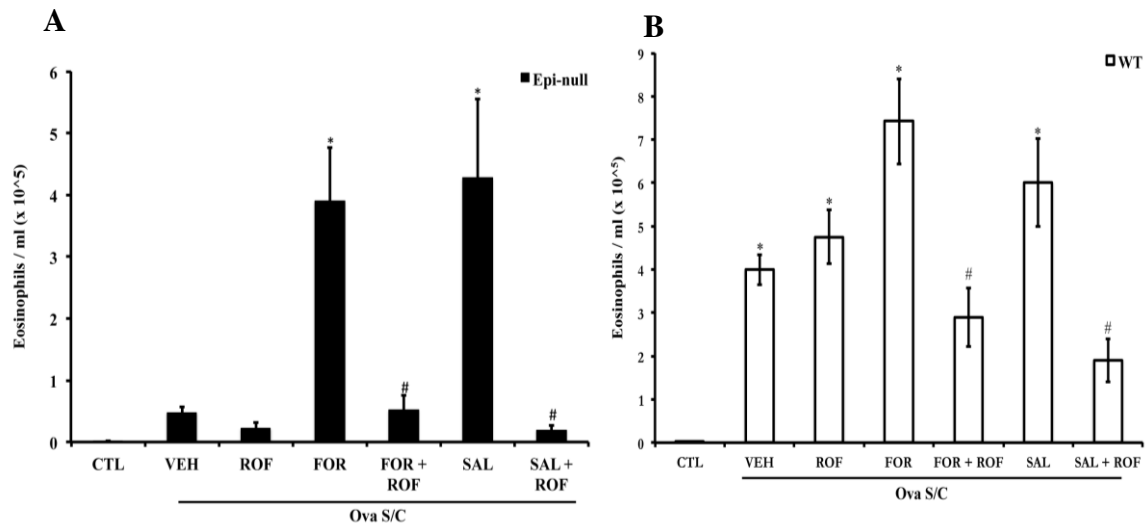 A
Epi-null
Eosinophils / ml (x 10^5)
6
5
4
3
2
1
0
*
#
*
#
CTL VEH ROF FOR FOR + ROF SAL SAL + ROF
Ova S/C
B
WT
Eosinophils / ml (x 10^5)
9
8
7
6
5
4
3
2
1
0
*
*
*
#
*
#
CTL VEH ROF FOR FOR + ROF SAL SAL + ROF
Ova S/C